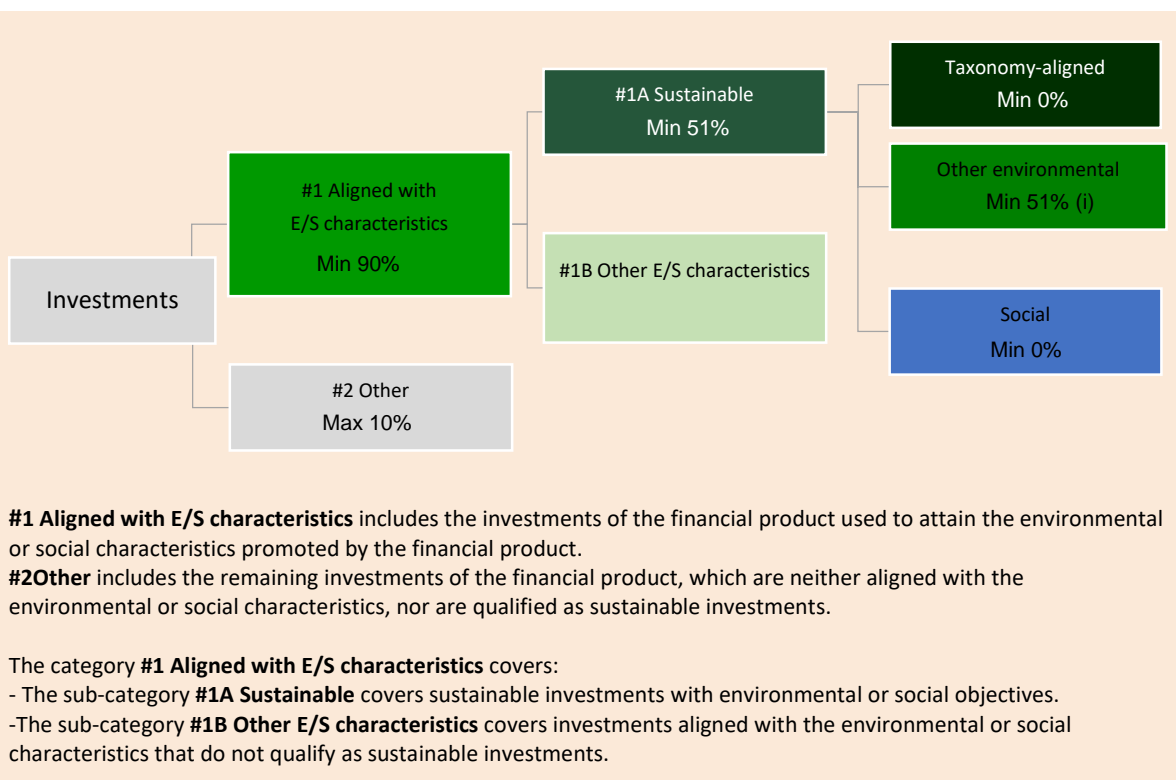 Investments
#1 Aligned with
E/S characteristics
Min 90%
#2 Other
Max 10%
#1A Sustainable
Min 51%
#1B Other E/S characteristics
Taxonomy-aligned
Min 0%
Other environmental
Min 51% (i)
Social
Min 0%
#1 Aligned with E/S characteristics includes the investments of the financial product used to attain the environmental
or social characteristics promoted by the financial product.
#2Other includes the remaining investments of the financial product, which are neither aligned with the
environmental or social characteristics, nor are qualified as sustainable investments.
The category #1 Aligned with E/S characteristics covers:
- The sub-category #1A Sustainable covers sustainable investments with environmental or social objectives.
-The sub-category #1B Other E/S characteristics covers investments aligned with the environmental or social
characteristics that do not qualify as sustainable investments.